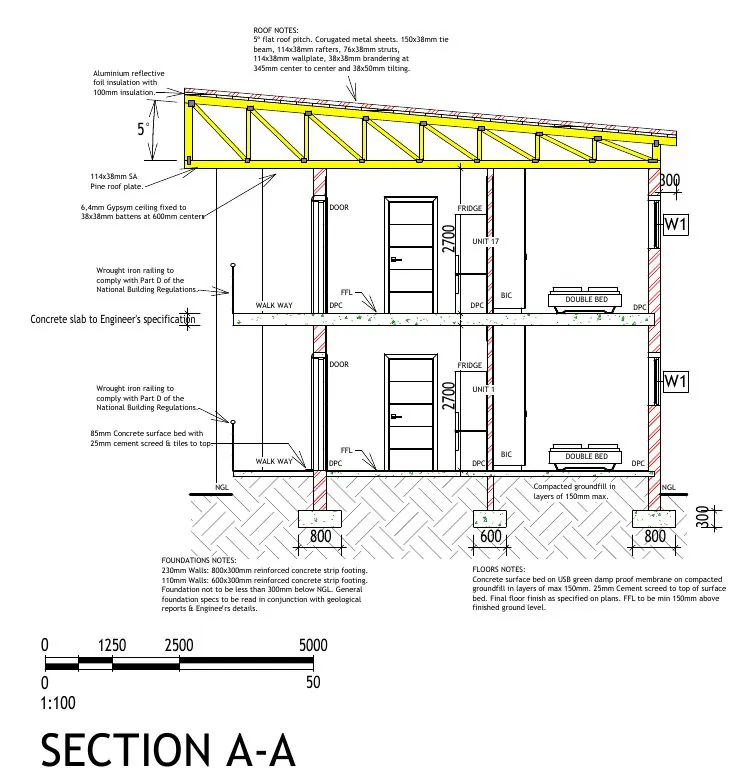 ROOF NOTES:
5° flat roof pitch. Corugated metal sheets. 150x38mm tie
beam, 114x38mm rafters, 76x38mm struts,
114x38mm wallplate, 38x38mm brandering at
345mm center to center and 38x50mm tilting.
Aluminium reflective
foil insulation with
100mm insulation.
5°
114x38mm SA
Pine roof plate.
300
6,4mm Gypsym ceiling fixed to
38x38mm battens at 600mm centers
DOOR
FRIDGE
W1
2700
UNIT 17
Wrought iron railing to
comply with Part D of the
National Building Regulations.
FFL
BIC
DOUBLE BED
WALK WAY
DPC
DPC
DPC
Concrete slab to Engineer's specification
DOOR
FRIDGE
W1
2700
UNIT 1
Wrought iron railing to
comply with Part D of the
National Building Regulations.
85mm Concrete surface bed with
25mm cement screed & tiles to top.
FFL
BIC
DOUBLE BED
WALK WAY
DPC
DPC
DPC
NGL
Compacted groundfill in
layers of 150mm max.
NGL
300
800
600
800
FOUNDATIONS NOTES:
230mm Walls: 800x300mm reinforced concrete strip footing.
110mm Walls: 600x300mm reinforced concrete strip footing.
Foundation not to be less than 300mm below NGL. General
foundation specs to be read in conjunction with geological
reports & Enginee'rs details.
FLOORS NOTES:
Concrete surface bed on USB green damp proof membrane on compacted
groundfill in layers of max 150mm. 25mm Cement screed to top of surface
bed. Final floor finish as specified on plans. FFL to be min 150mm above
finished ground level.
0 1250 2500 5000
0 50
1:100
SECTION A-A